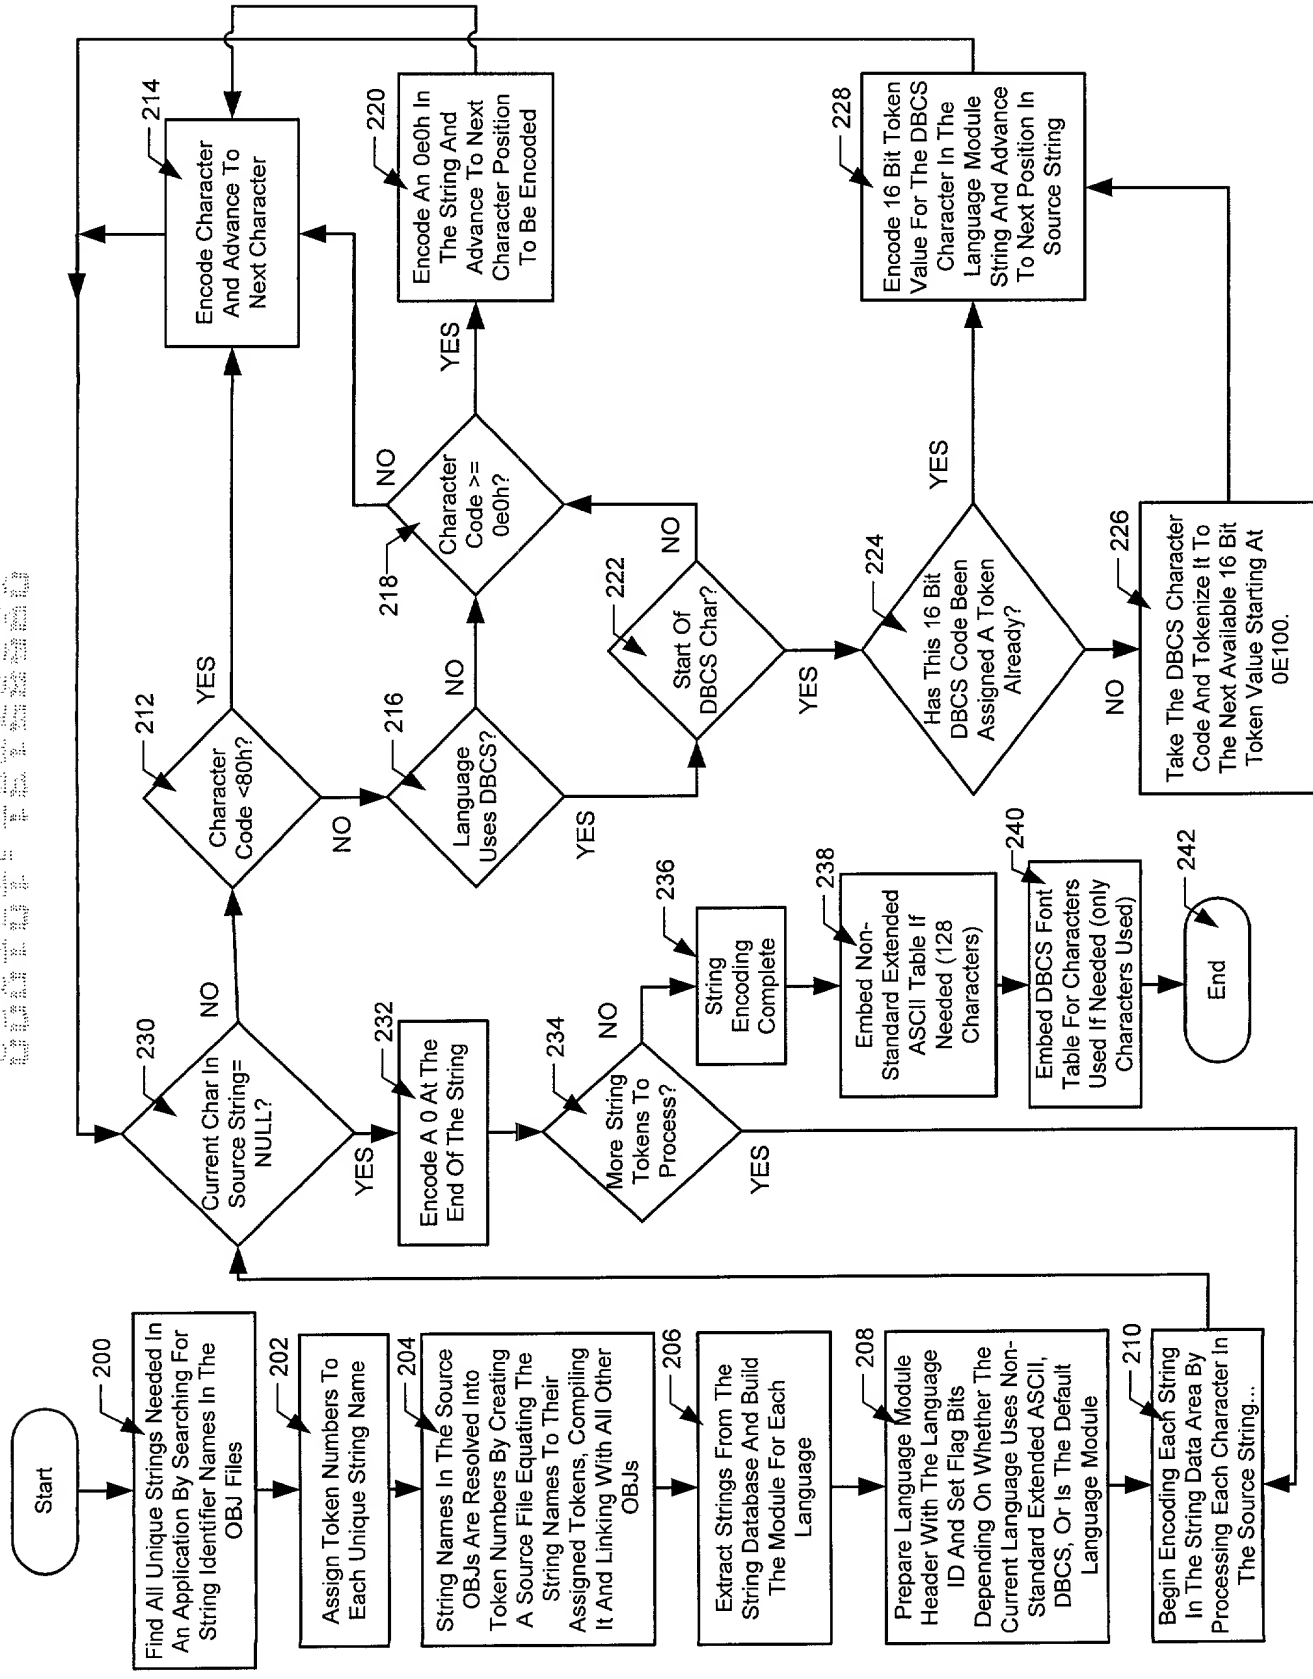 Start
200
Find All Unique Strings Needed In
An Application By Searching For
String Identifier Names In The
OBJ Files
202
Assign Token Numbers To
Each Unique String Name
204
String Names In The Source
OBJs Are Resolved Into
Token Numbers By Creating
A Source File Equating The
String Names To Their
Assigned Tokens, Compiling
It And Linking With All Other
OBJs
206
Extract Strings From The
String Database And Build
The Module For Each
Language
208
Prepare Language Module
Header With The Language
ID And Set Flag Bits
Depending On Whether The
Current Language Uses Non-
Standard Extended ASCII,
DBCS, Or Is The Default
Language Module
210
Begin Encoding Each String
In The String Data Area By
Processing Each Character In
The Source String...
230
Current Char In
Source String=
NULL?
NO
YES
232
Encode A 0 At The
End Of The String
234
More String
Tokens To
Process?
NO
YES
236
String
Encoding
Complete
238
Embed Non-
Standard Extended
ASCII Table If
Needed (128
Characters)
240
Embed DBCS Font
Table For Characters
Used If Needed (only
Characters Used)
242
End
212
Character
Code <80h?
YES
NO
214
Encode Character
And Advance To
Next Character
216
Language
Uses DBCS?
NO
YES
218
Character
Code >=
0e0h?
NO
YES
220
Encode An 0e0h In
The String And
Advance To Next
Character Position
To Be Encoded
222
Start Of
DBCS Char?
NO
YES
224
Has This 16 Bit
DBCS Code Been
Assigned A Token
Already?
YES
NO
226
Take The DBCS Character
Code And Tokenize It To
The Next Available 16 Bit
Token Value Starting At
0E100.
228
Encode 16 Bit Token
Value For The DBCS
Character In The
Language Module
String And Advance
To Next Position In
Source String